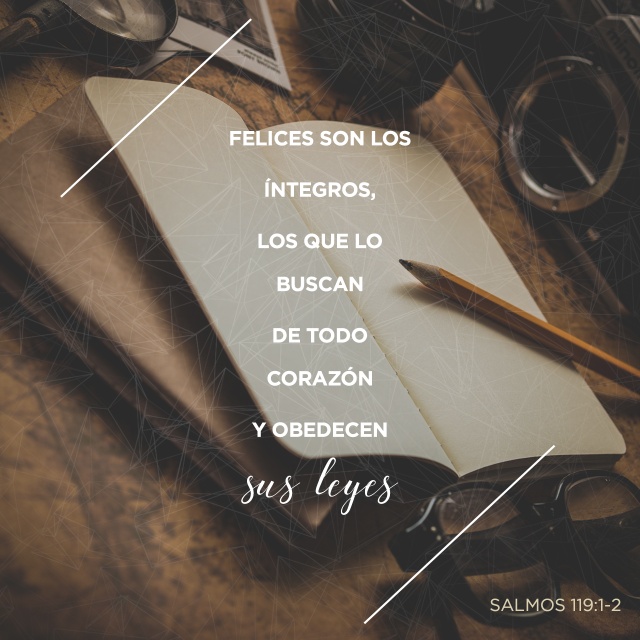 FELICES SON LOS
ÍNTEGROS,
LOS QUE LO
BUSCAN
DE TODO
CORAZÓN
Y OBEDECEN
sus leyes
SALMOS 119:1-2